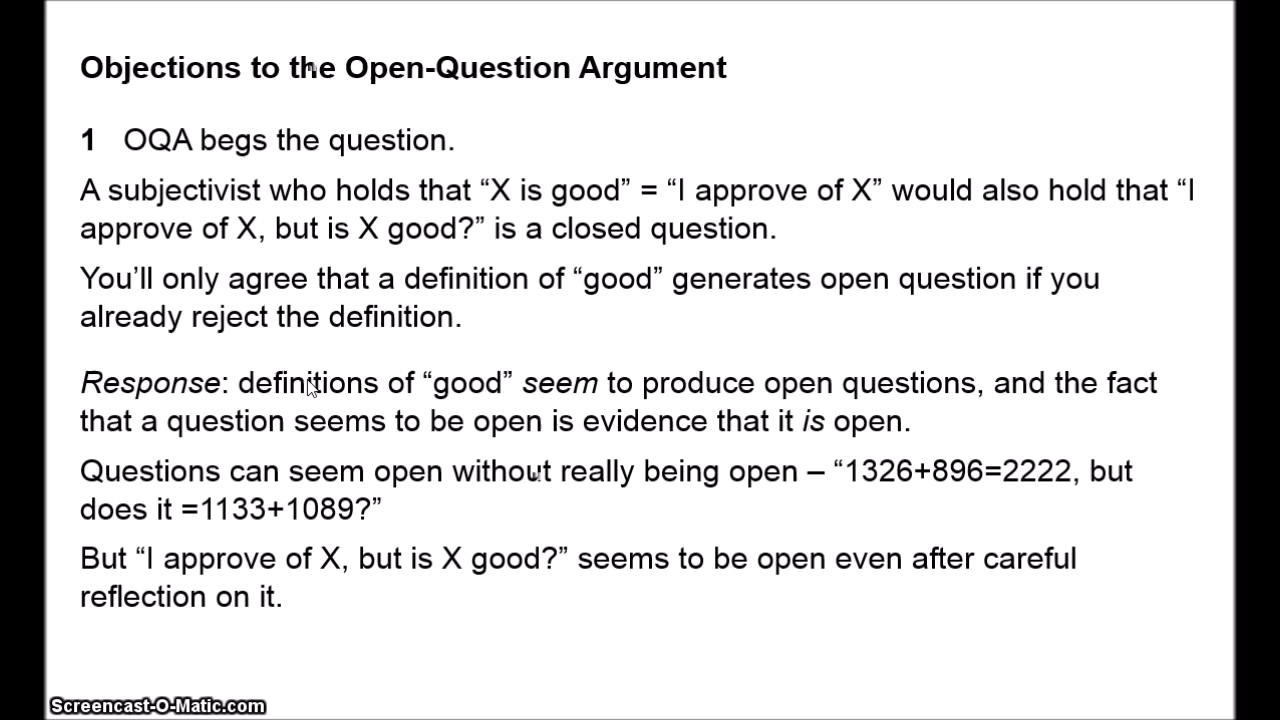 Objections to the Open-Question Argument
1 OQA begs the question.
A subjectivist who holds that “X is good” = “I approve of X” would also hold that “I
approve of X, but is X good?” is a closed question.
You’ll only agree that a definition of “good” generates open question if you
already reject the definition.
Response: definitions of “good” seem to produce open questions, and the fact
that a question seems to be open is evidence that it is open.
Questions can seem open without really being open – “1326+896=2222, but
does it =1133+1089?”
But “I approve of X, but is X good?” seems to be open even after careful
reflection on it.
Screencast-O-Matic.com